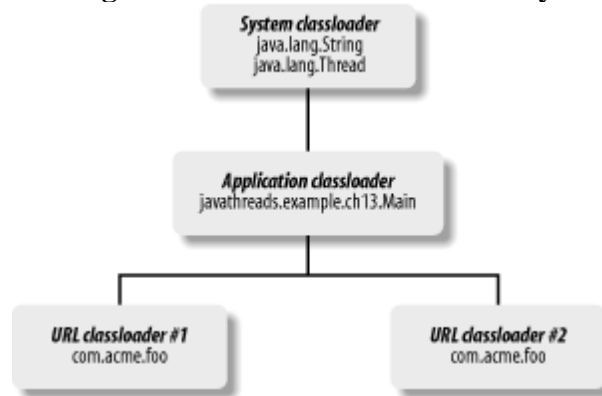 System classloader
java.lang.String
java.lang.Thread
Application classloader
javathreads.example.ch13.Main
URL classloader #1
com.acme.foo
URL classloader #2
com.acme.foo